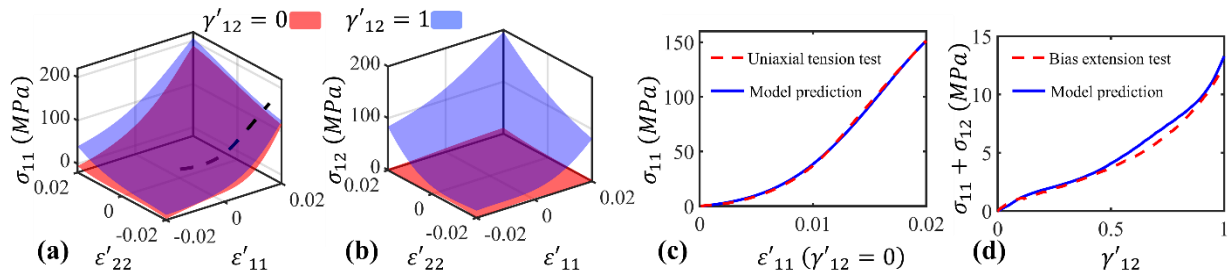 γ′₁₂ = 0 γ′₁₂ = 1
σ₁₁ (MPa)
200
100
0
0.02
0
-0.02
-0.02
0
0.02
ε′₂₂
ε′₁₁
(a)
σ₁₂ (MPa)
200
100
0
0.02
0
-0.02
-0.02
0
0.02
ε′₂₂
ε′₁₁
(b)
σ₁₁ (MPa)
150
100
50
0
0
0.01
0.02
Uniaxial tension test
Model prediction
ε′₁₁ (γ′₁₂ = 0)
(c)
σ₁₁ + σ₁₂ (MPa)
15
10
5
0
0
0.5
1
Bias extension test
Model prediction
γ′₁₂
(d)